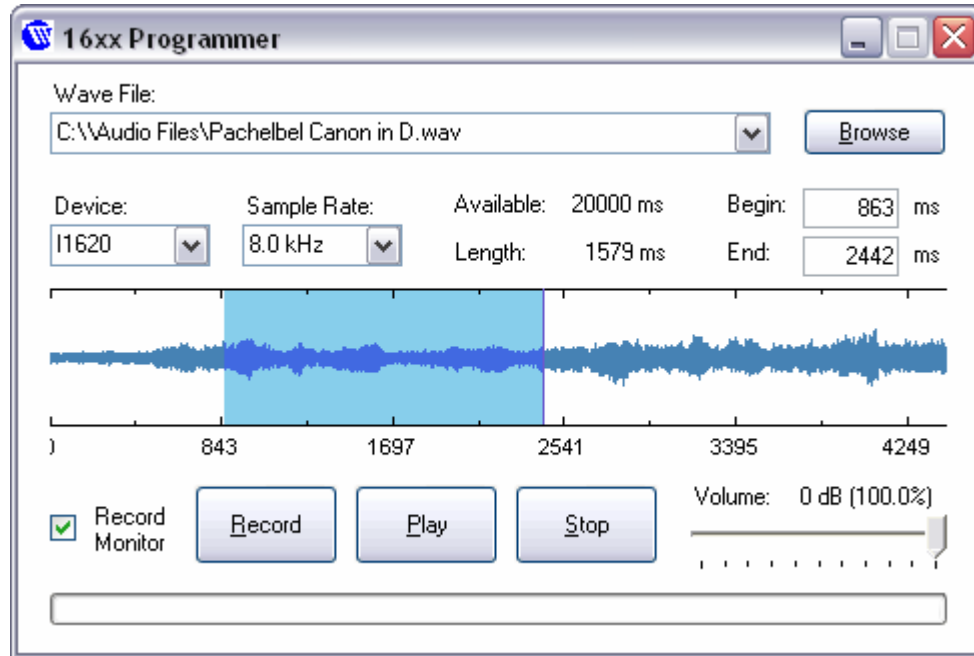 16xx Programmer
Wave File:
C:\\Audio Files\Pachelbel Canon in D.wav
Browse
Device: Sample Rate: Available: 20000 ms Begin: 863 ms
I1620 8.0 kHz Length: 1579 ms End: 2442 ms
843 1697 2541 3395 4249
Record Monitor
Record Play Stop
Volume: 0 dB (100.0%)